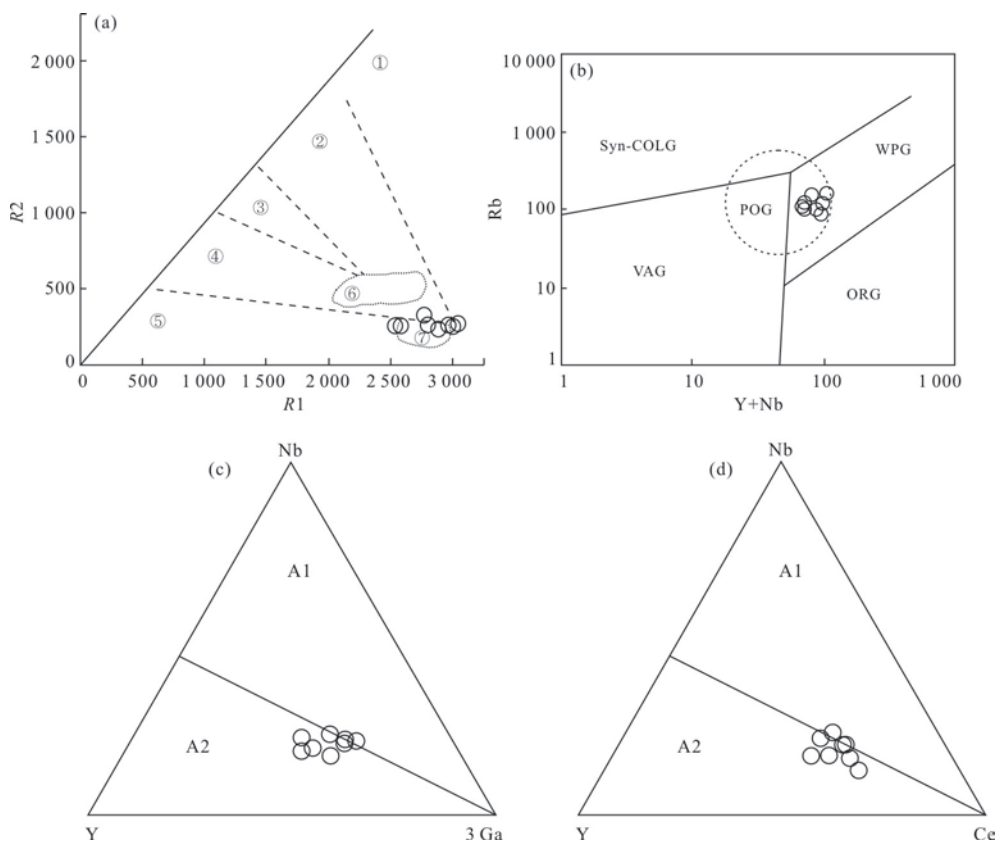 (a)
2 000
1 500
1 000
500
0
R2
①
②
③
④
⑤
⑥
⑦
0 500 1 000 1 500 2 000 2 500 3 000
R1
(b)
10 000
1 000
100
10
1
Rb
Syn-COLG
WPG
POG
VAG
ORG
1 10 100 1 000
Y+Nb
(c)
Nb
A1
A2
Y 3 Ga
(d)
Nb
A1
A2
Y Ce